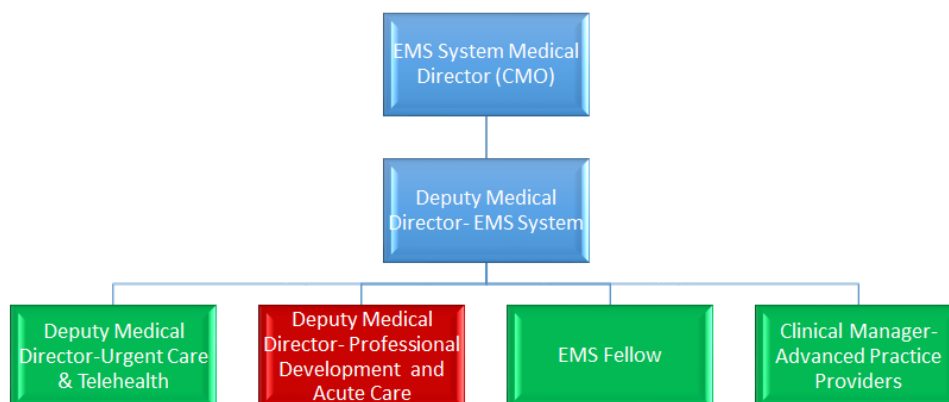 EMS System Medical
Director (CMO)
Deputy Medical
Director- EMS System
Deputy Medical
Director-Urgent Care
& Telehealth
Deputy Medical
Director- Professional
Development and
Acute Care
EMS Fellow
Clinical Manager-
Advanced Practice
Providers